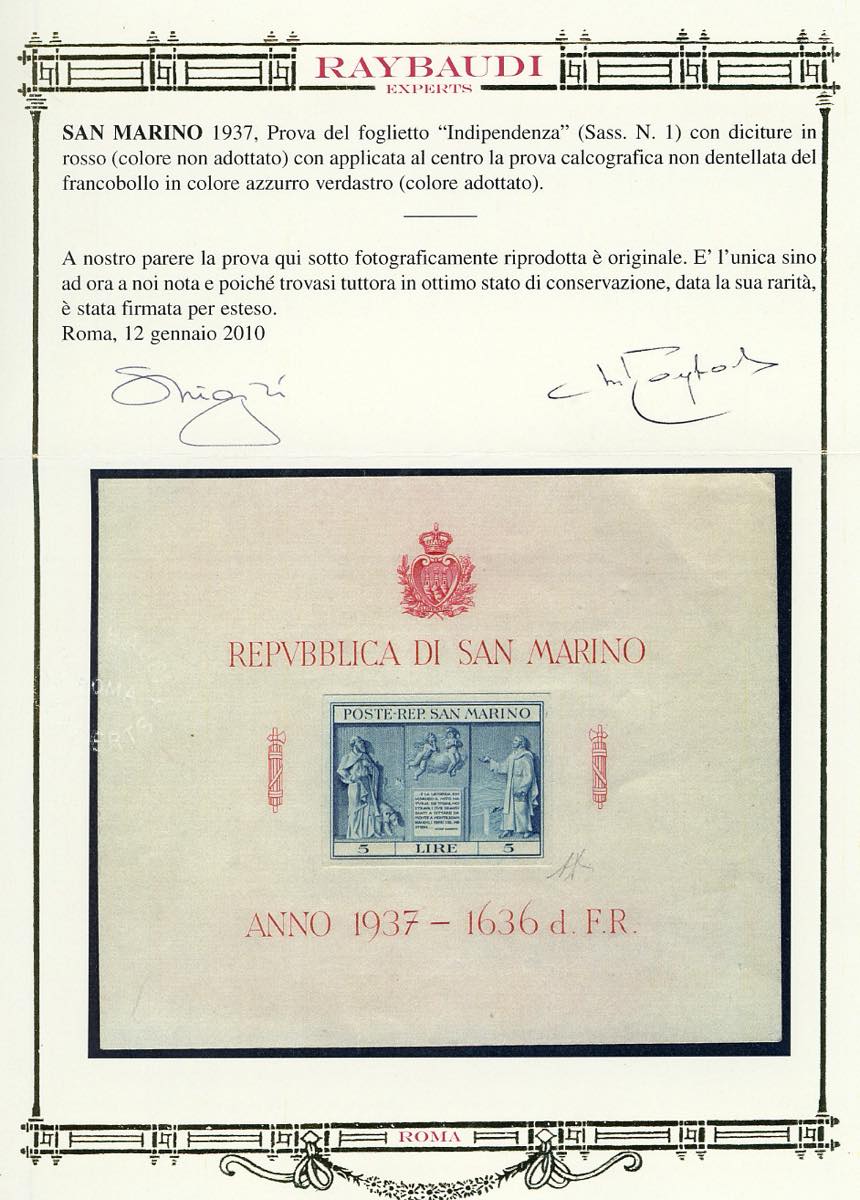 RAYBAUDI
EXPERTS
SAN MARINO 1937, Prova del foglietto “Indipendenza” (Sass. N. 1) con diciture in
rosso (colore non adottato) con applicata al centro la prova calcografica non dentellata del
francobollo in colore azzurro verdastro (colore adottato).
A nostro parere la prova qui sotto fotograficamente riprodotta è originale. E’ l’unica sino
ad ora a noi nota e poiché trovasi tuttora in ottimo stato di conservazione, data la sua rarità,
è stata firmata per esteso.
Roma, 12 gennaio 2010
REPVBBLICA DI SAN MARINO
POSTE-REP. SAN MARINO
5 LIRE 5
ANNO 1937 – 1636 d. F.R.
ROMA